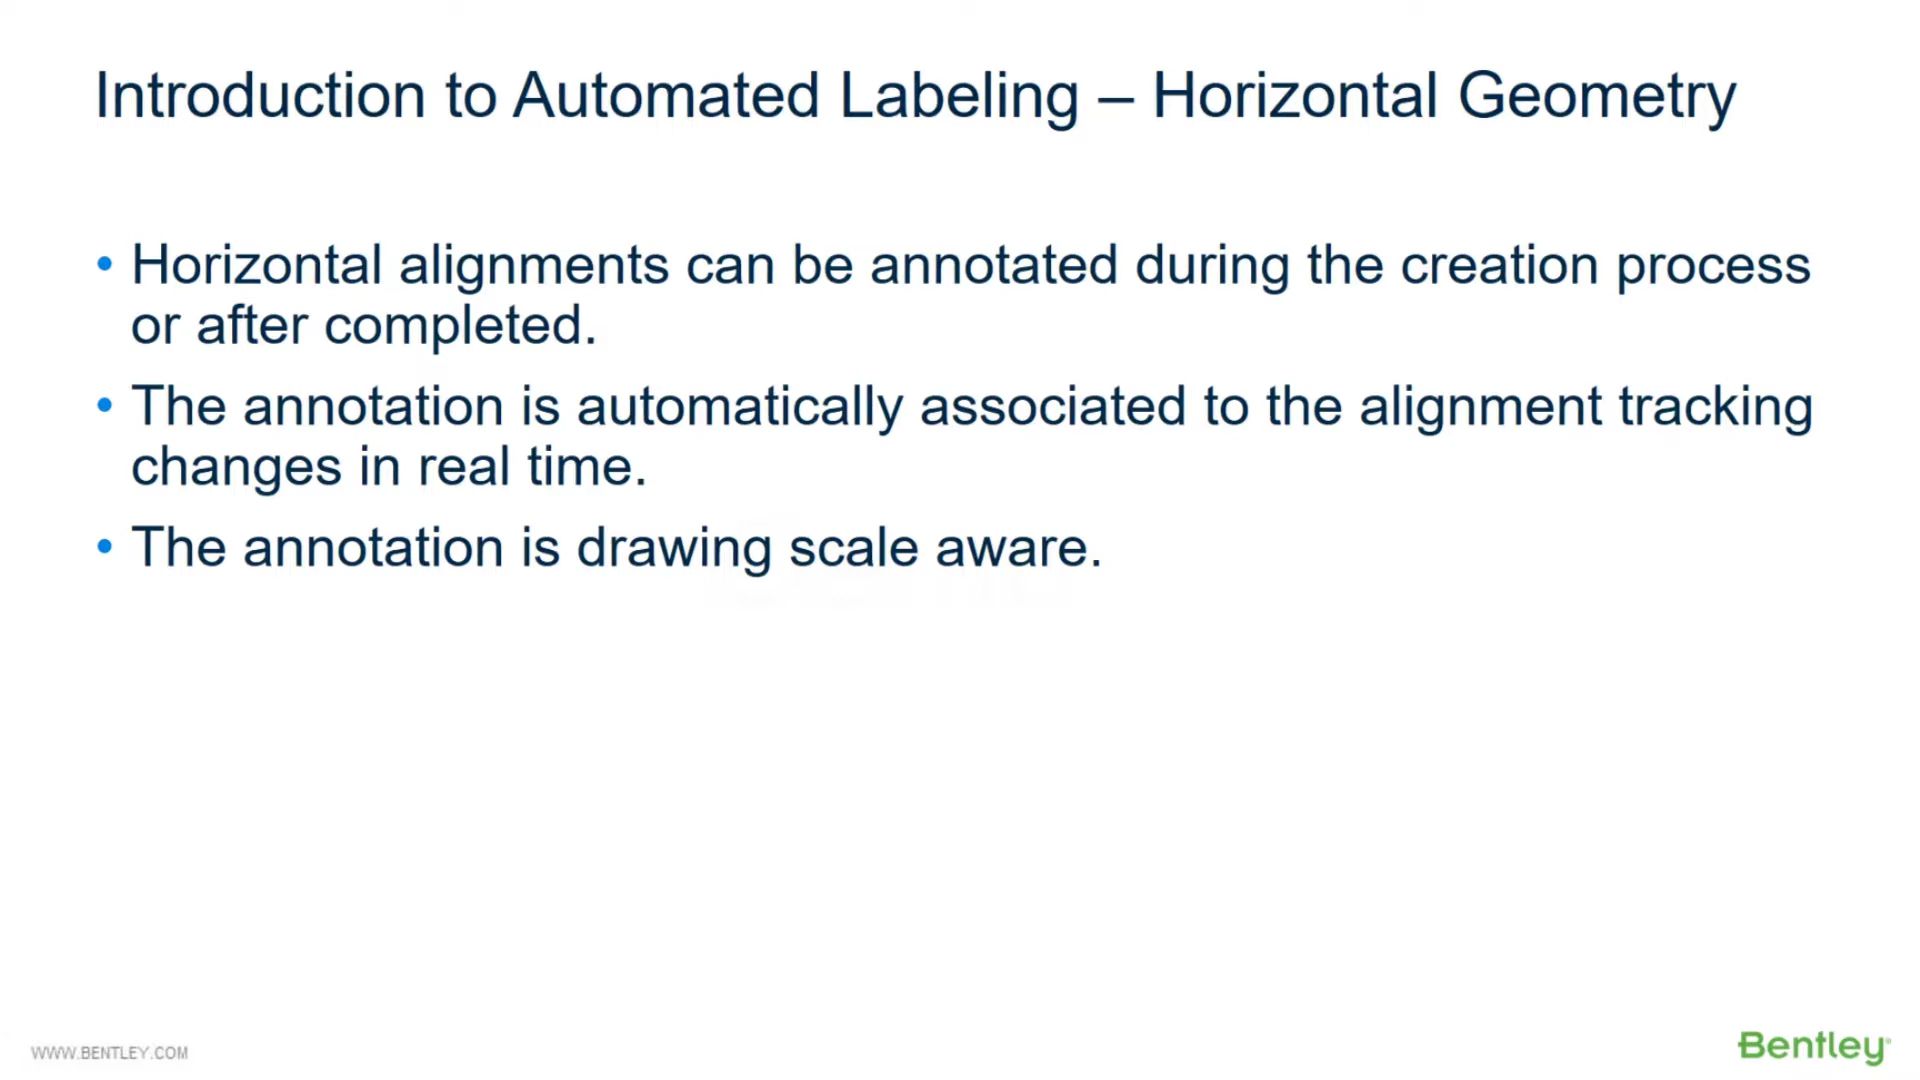 Introduction to Automated Labeling – Horizontal Geometry
• Horizontal alignments can be annotated during the creation process
or after completed.
• The annotation is automatically associated to the alignment tracking
changes in real time.
• The annotation is drawing scale aware.
WWW.BENTLEY.COM
Bentley®